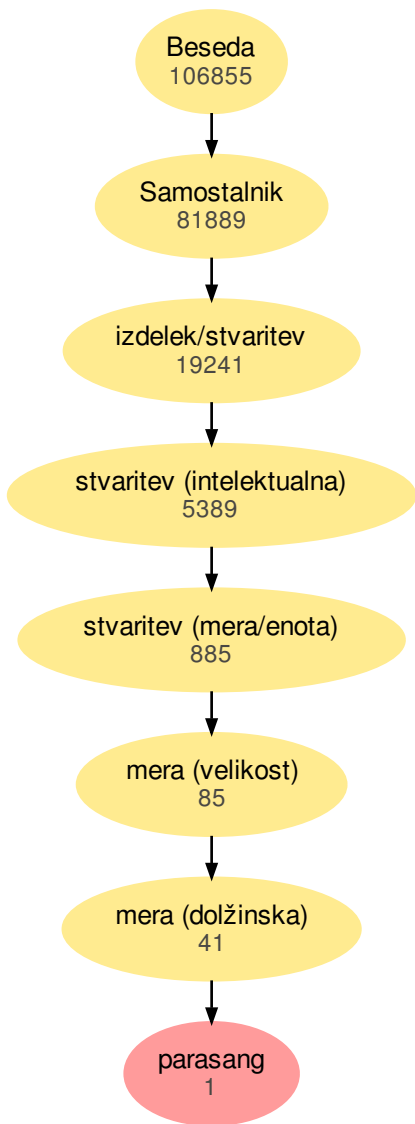 Beseda
106855
Samostalnik
81889
izdelek/stvaritev
19241
stvaritev (intelektualna)
5389
stvaritev (mera/enota)
885
mera (velikost)
85
mera (dolžinska)
41
parasang
1